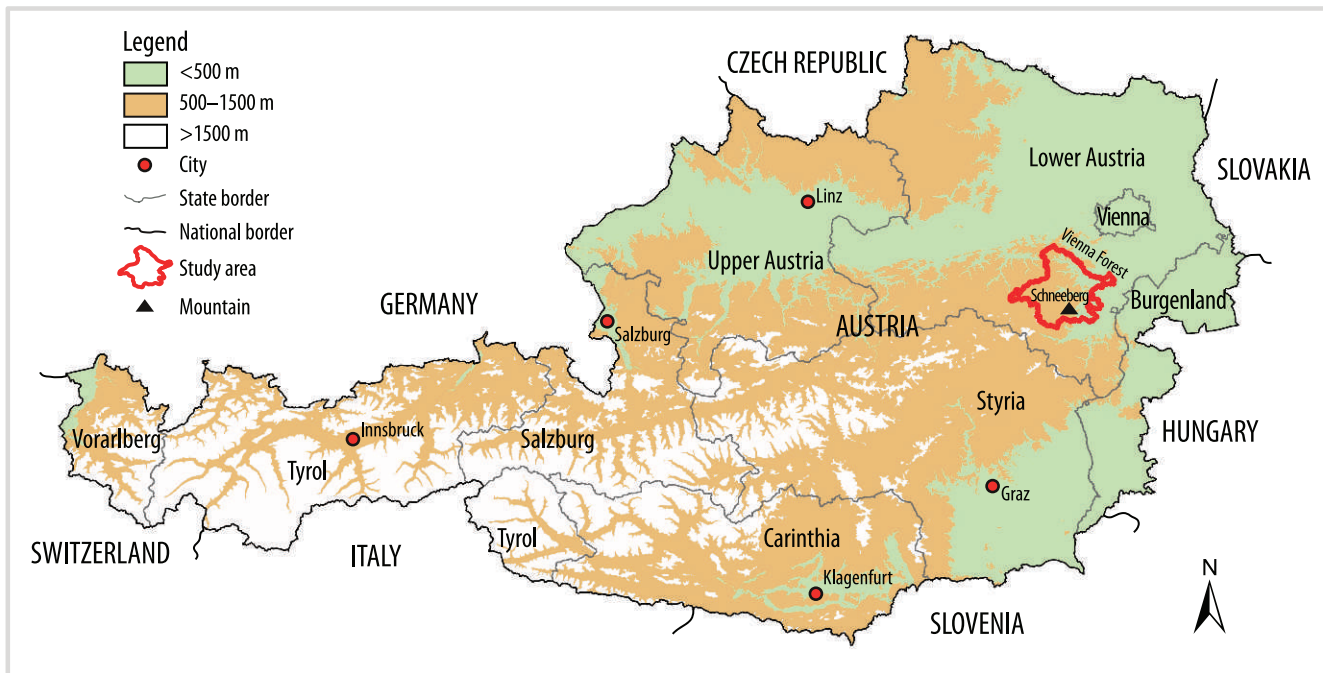 Legend
<500 m
500–1500 m
>1500 m
City
State border
National border
Study area
Mountain
CZECH REPUBLIC
Lower Austria
SLOVAKIA
Linz
Vienna
Vienna Forest
Upper Austria
Schneeberg
Burgenland
GERMANY
Salzburg
AUSTRIA
Styria
Vorarlberg
Innsbruck
Salzburg
HUNGARY
Tyrol
Graz
SWITZERLAND
ITALY
Tyrol
Carinthia
Klagenfurt
SLOVENIA
N